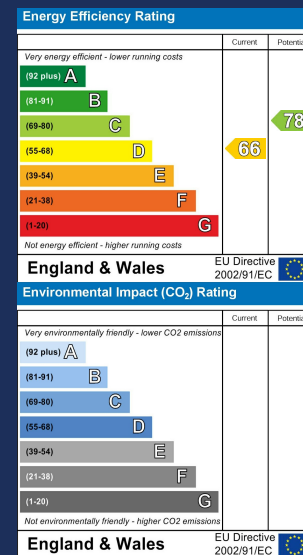 Energy Efficiency Rating
Current Potential
Very energy efficient - lower running costs
(92 plus) A
(81-91) B
(69-80) C
(55-68) D
(39-54) E
(21-38) F
(1-20) G
66
78
Not energy efficient - higher running costs
England & Wales
EU Directive
2002/91/EC
Environmental Impact (CO₂) Rating
Current Potential
Very environmentally friendly - lower CO2 emissions
(92 plus) A
(81-91) B
(69-80) C
(55-68) D
(39-54) E
(21-38) F
(1-20) G
Not environmentally friendly - higher CO2 emissions
England & Wales
EU Directive
2002/91/EC